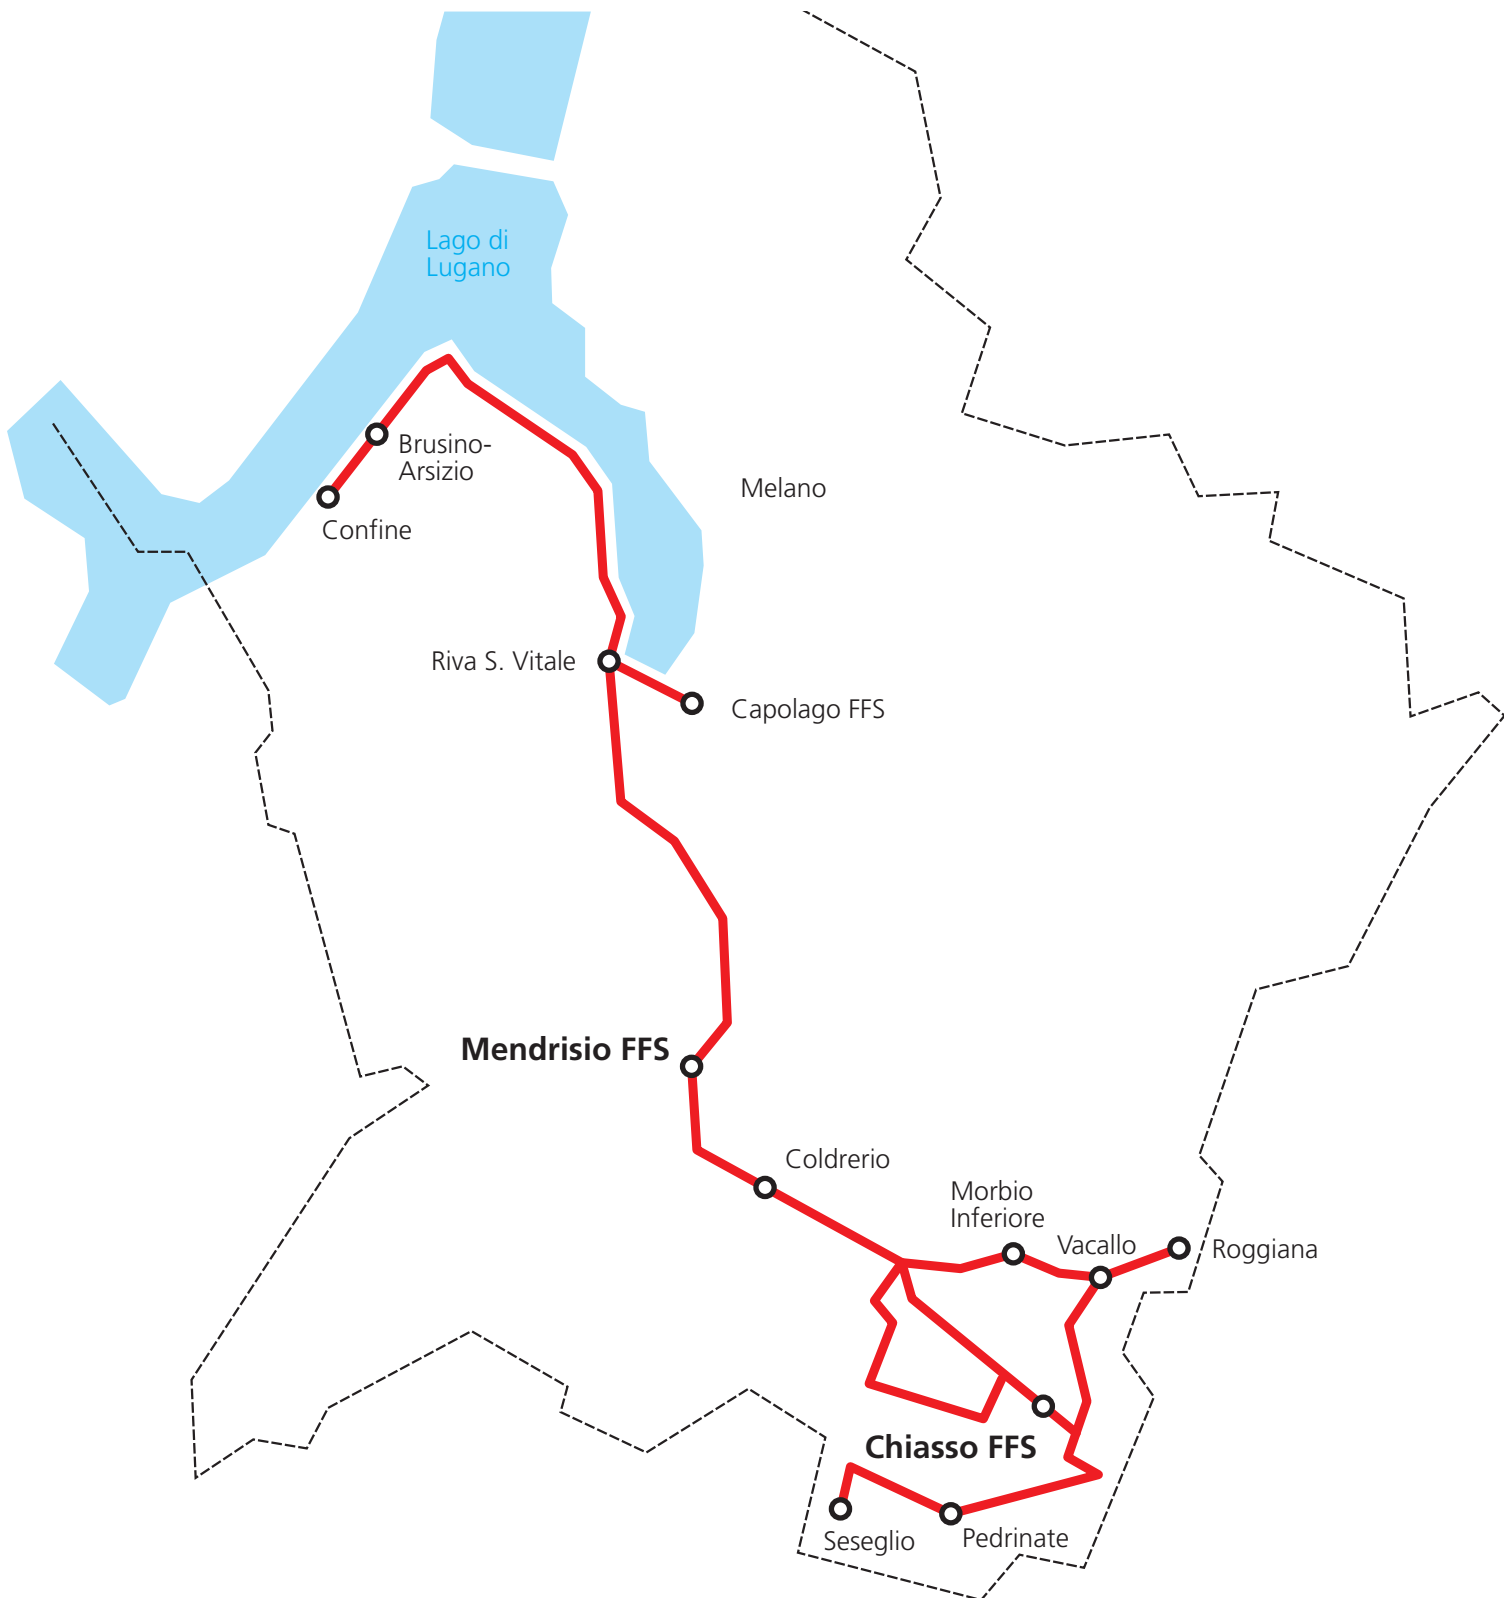 Lago di
Lugano
Brusino-
Arsizio
Confine
Melano
Riva S. Vitale
Capolago FFS
Mendrisio FFS
Coldrerio
Morbio
Inferiore
Vacallo
Roggiana
Chiasso FFS
Seseglio
Pedrinate